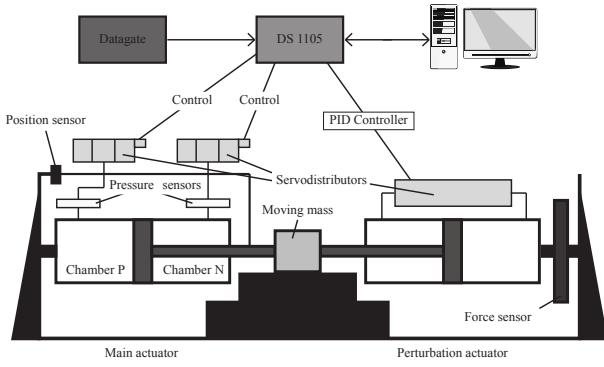 Datagate
DS 1105
Control
Control
PID Controller
Position sensor
Pressure sensors
Servodistributors
Moving mass
Chamber P
Chamber N
Force sensor
Main actuator
Perturbation actuator